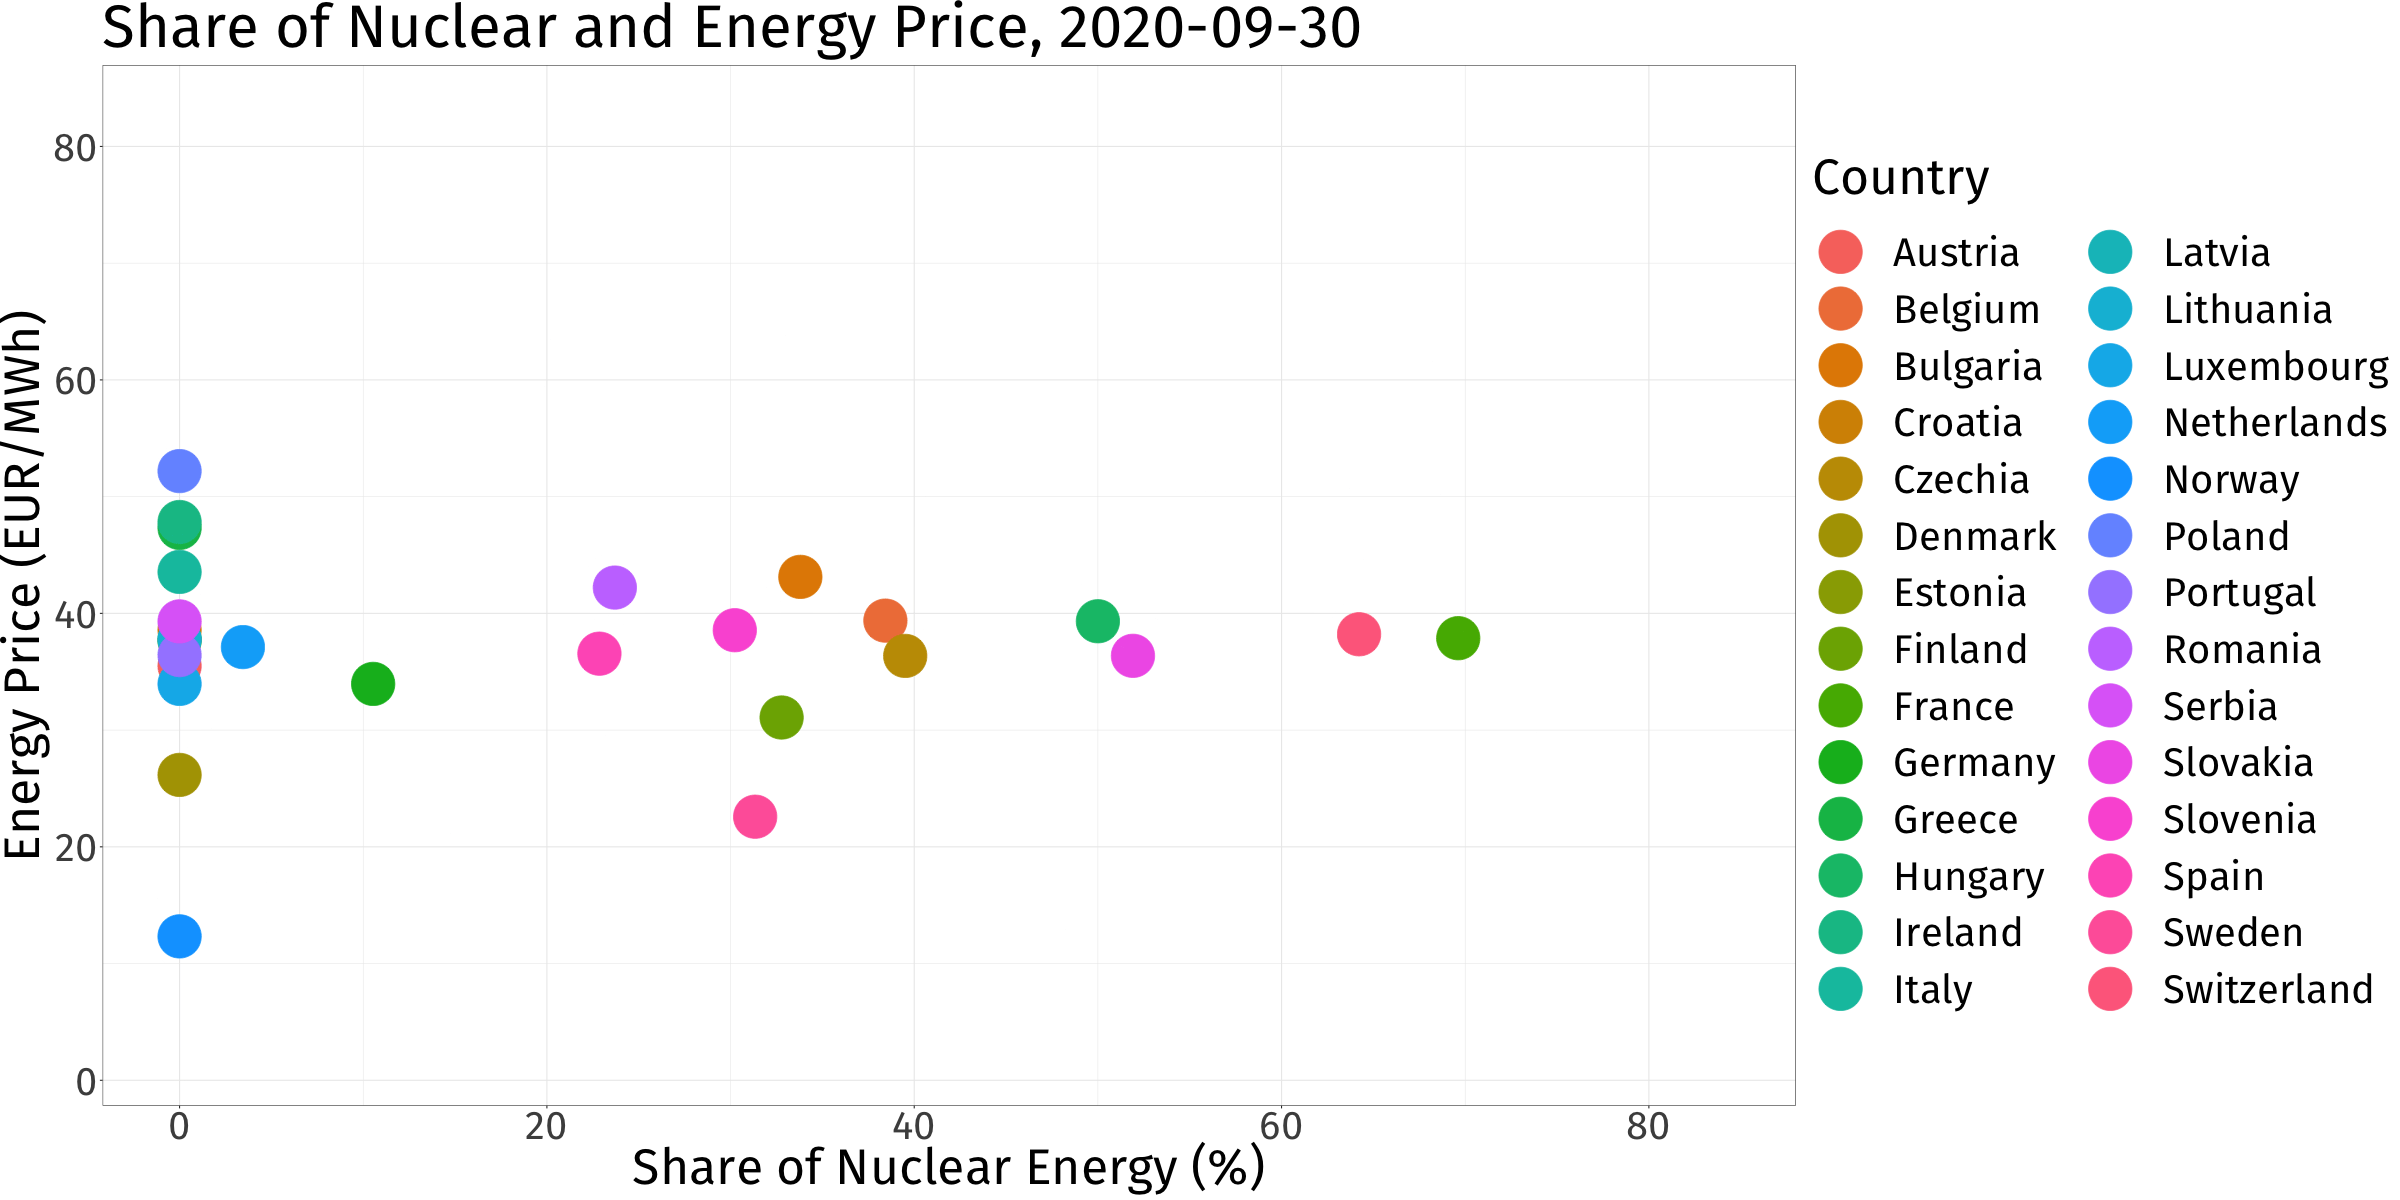 Share of Nuclear and Energy Price, 2020-09-30
Energy Price (EUR/MWh)
80
60
40
20
0
0 20 40 60 80
Share of Nuclear Energy (%)
Country
Austria
Belgium
Bulgaria
Croatia
Czechia
Denmark
Estonia
Finland
France
Germany
Greece
Hungary
Ireland
Italy
Latvia
Lithuania
Luxembourg
Netherlands
Norway
Poland
Portugal
Romania
Serbia
Slovakia
Slovenia
Spain
Sweden
Switzerland